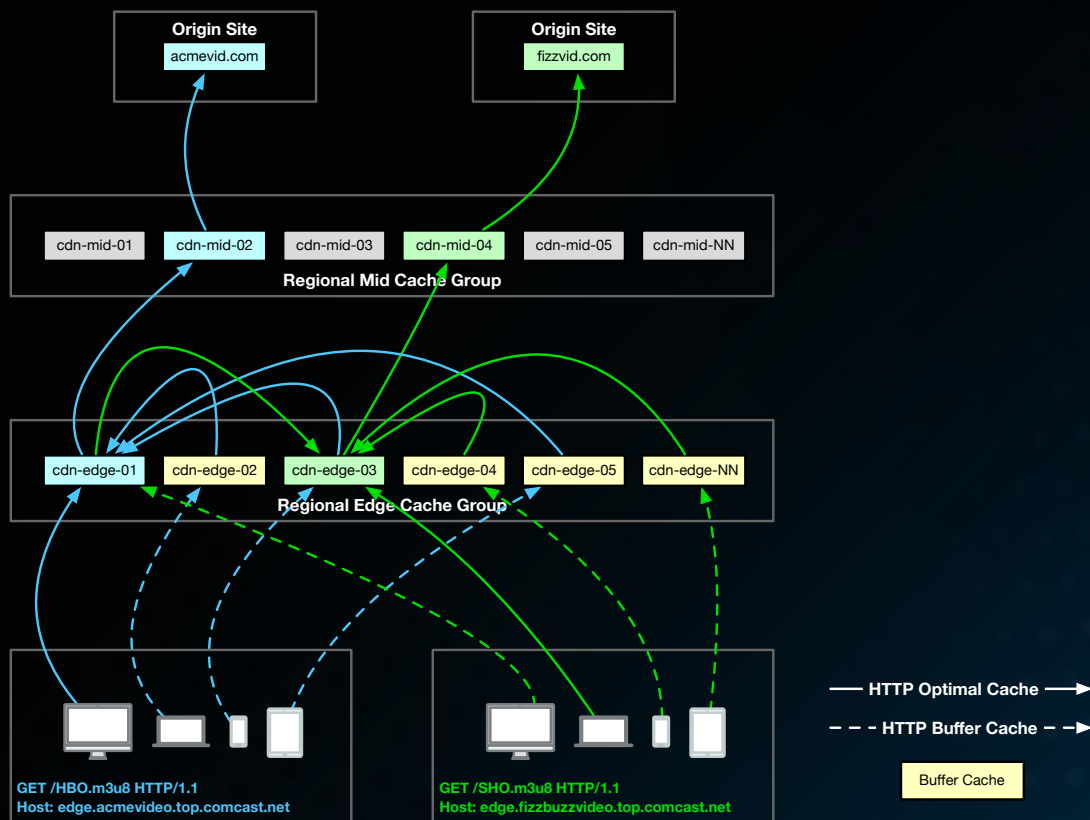 Origin Site
acmevid.com
Origin Site
fizzvid.com
cdn-mid-01
cdn-mid-02
cdn-mid-03
cdn-mid-04
cdn-mid-05
cdn-mid-NN
Regional Mid Cache Group
cdn-edge-01
cdn-edge-02
cdn-edge-03
cdn-edge-04
cdn-edge-05
cdn-edge-NN
Regional Edge Cache Group
GET /HBO.m3u8 HTTP/1.1
Host: edge.acmevideo.top.comcast.net
GET /SHO.m3u8 HTTP/1.1
Host: edge.fizzbuzzvideo.top.comcast.net
HTTP Optimal Cache
HTTP Buffer Cache
Buffer Cache